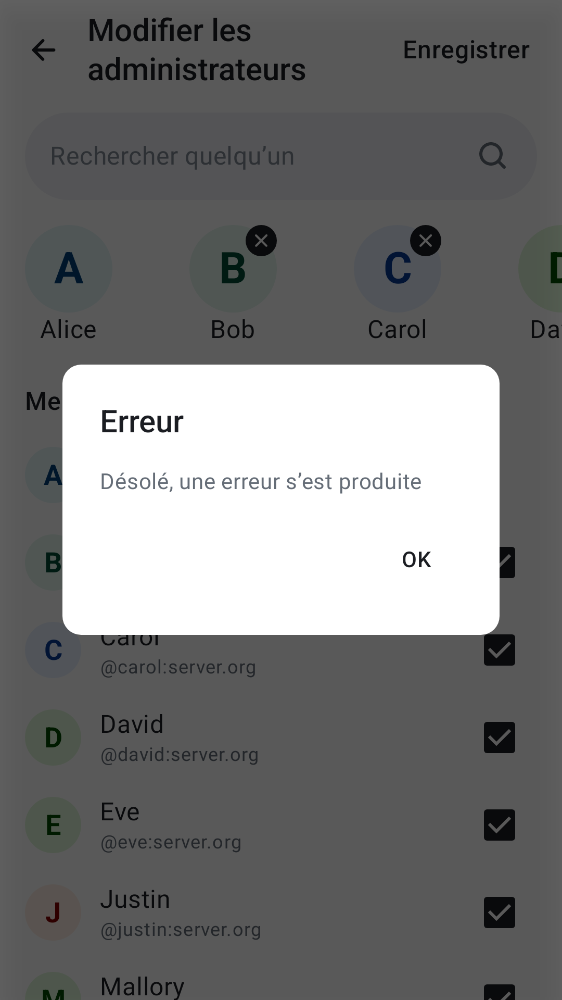 Modifier les
administrateurs
Enregistrer
Rechercher quelqu’un
A
B
C
D
Alice
Bob
Carol
Da
Me
Erreur
Désolé, une erreur s’est produite
OK
A
B
Carol
C
@carol:server.org
David
D
@david:server.org
Eve
E
@eve:server.org
Justin
J
@justin:server.org
Mallory
M